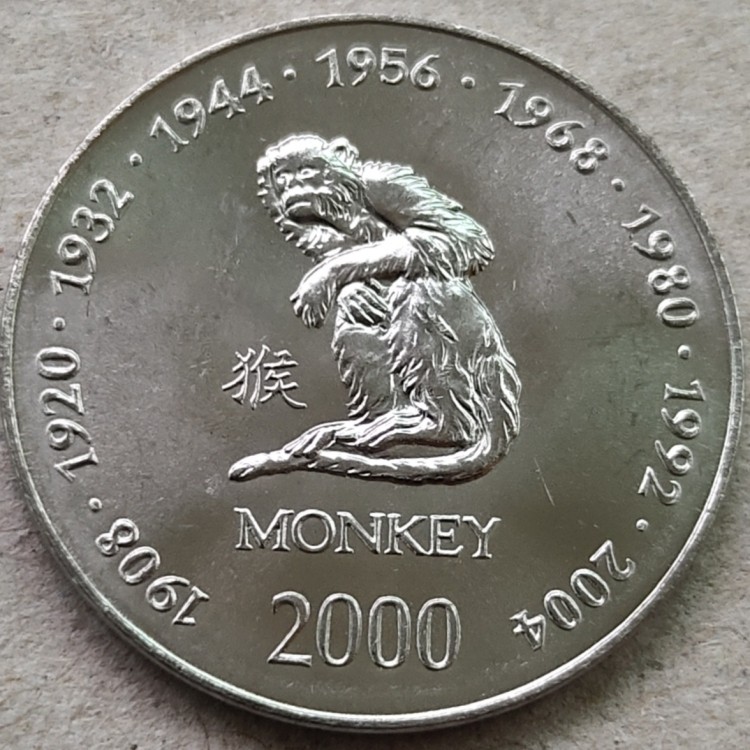 1908 · 1920 · 1932 · 1944 · 1956 · 1968 · 1980 · 1992 · 2004
猴
MONKEY
2000